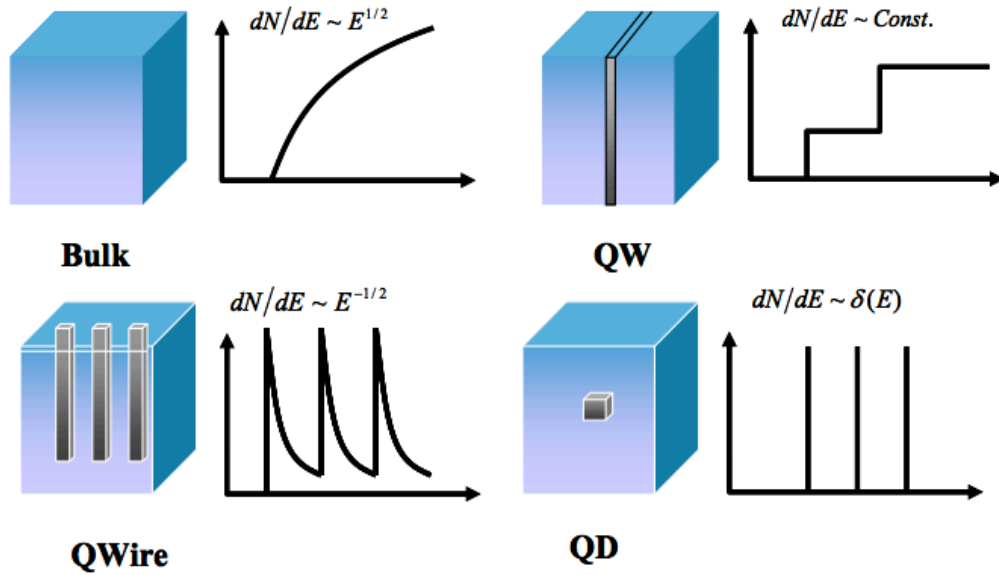 dN/dE ~ E^{1/2}
dN/dE ~ Const.
Bulk
QW
dN/dE ~ E^{-1/2}
dN/dE ~ δ(E)
QWire
QD